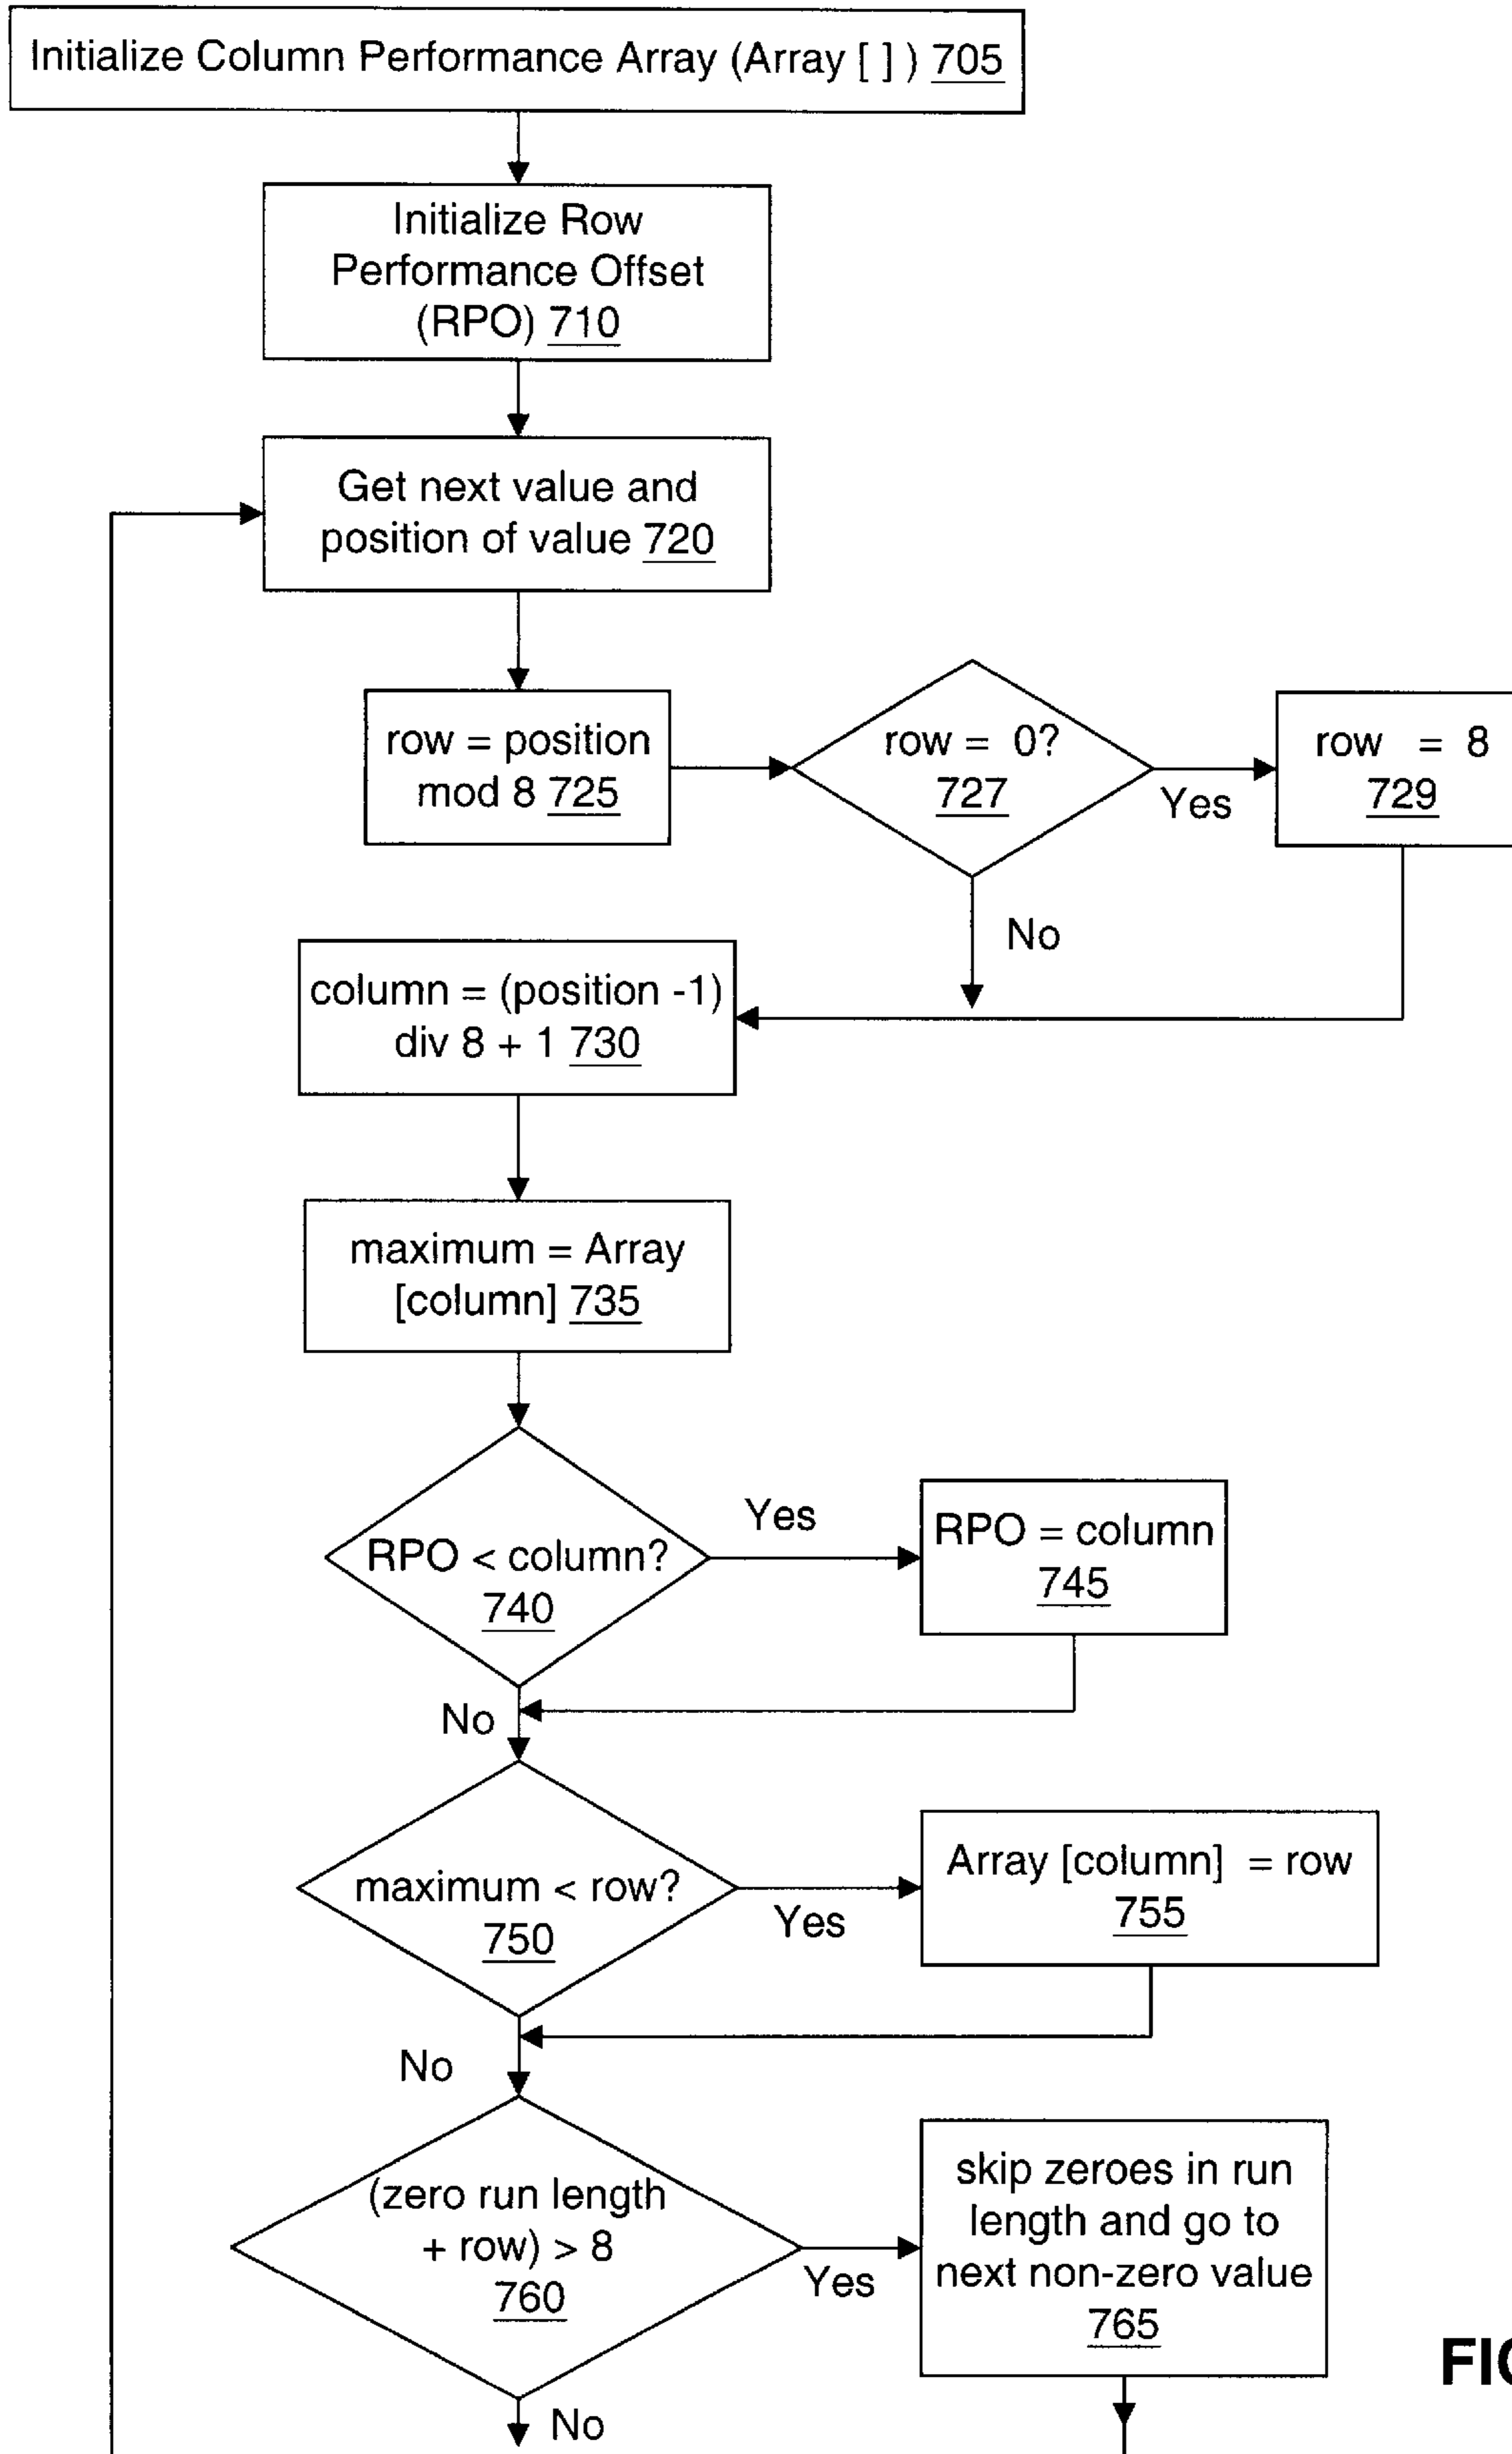 Initialize Column Performance Array (Array [ ] ) 705
Initialize Row
Performance Offset
(RPO) 710
Get next value and
position of value 720
row = position
mod 8 725
row = 0?
727
Yes
row = 8
729
No
column = (position -1)
div 8 + 1 730
maximum = Array
[column] 735
RPO < column?
740
Yes
RPO = column
745
No
maximum < row?
750
Yes
Array [column] = row
755
No
(zero run length
+ row) > 8
760
Yes
skip zeroes in run
length and go to
next non-zero value
765
No